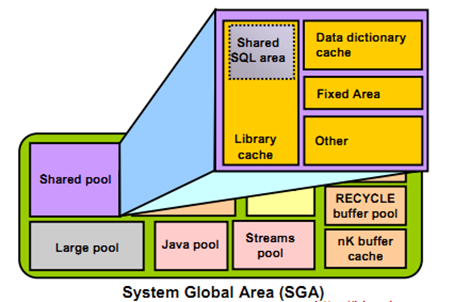 Shared
SQL area
Library
cache
Data dictionary
cache
Fixed Area
Other
Shared pool
RECYCLE
buffer pool
Large pool
Java pool
Streams
pool
nK buffer
cache
System Global Area (SGA)